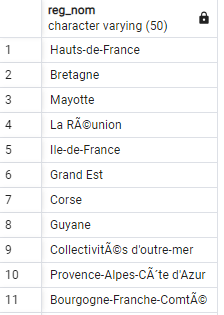 reg_nom
character varying (50)
1 Hauts-de-France
2 Bretagne
3 Mayotte
4 La RÃ©union
5 Ile-de-France
6 Grand Est
7 Corse
8 Guyane
9 CollectivitÃ©s d'outre-mer
10 Provence-Alpes-CÃ´te d'Azur
11 Bourgogne-Franche-ComtÃ©